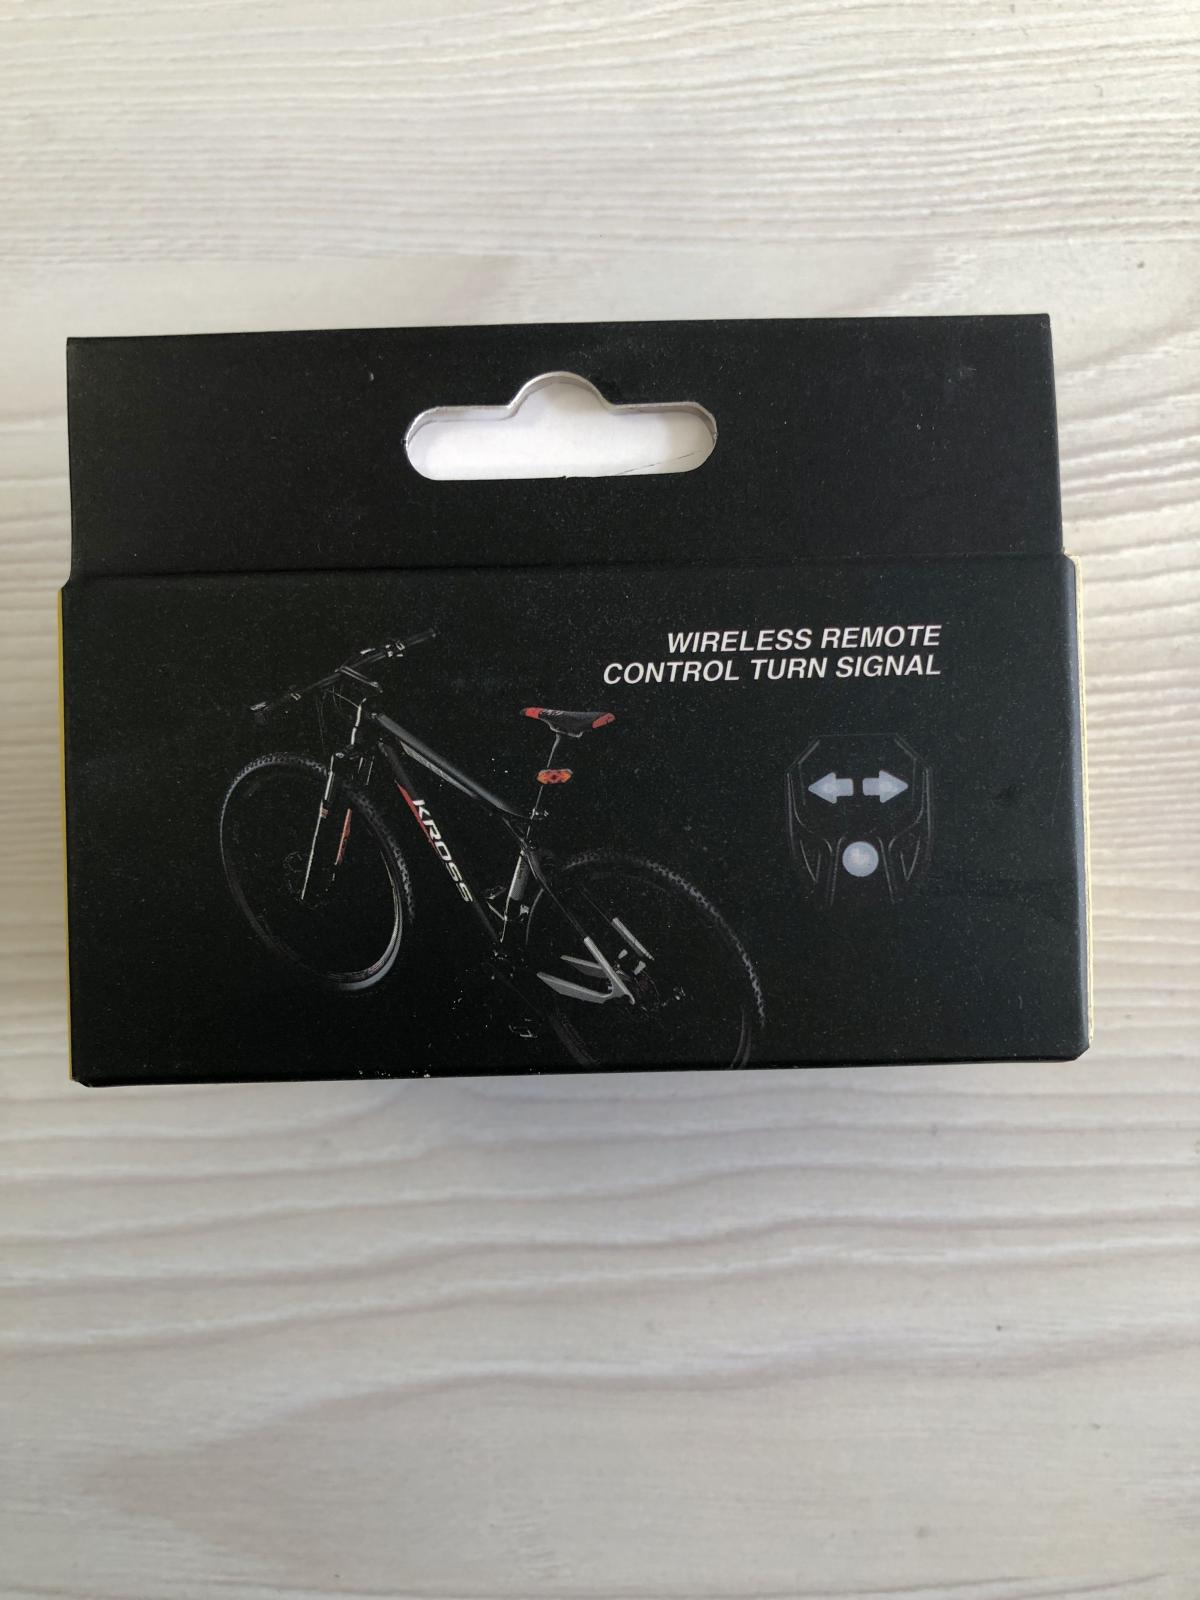 WIRELESS REMOTE
CONTROL TURN SIGNAL
KROSS